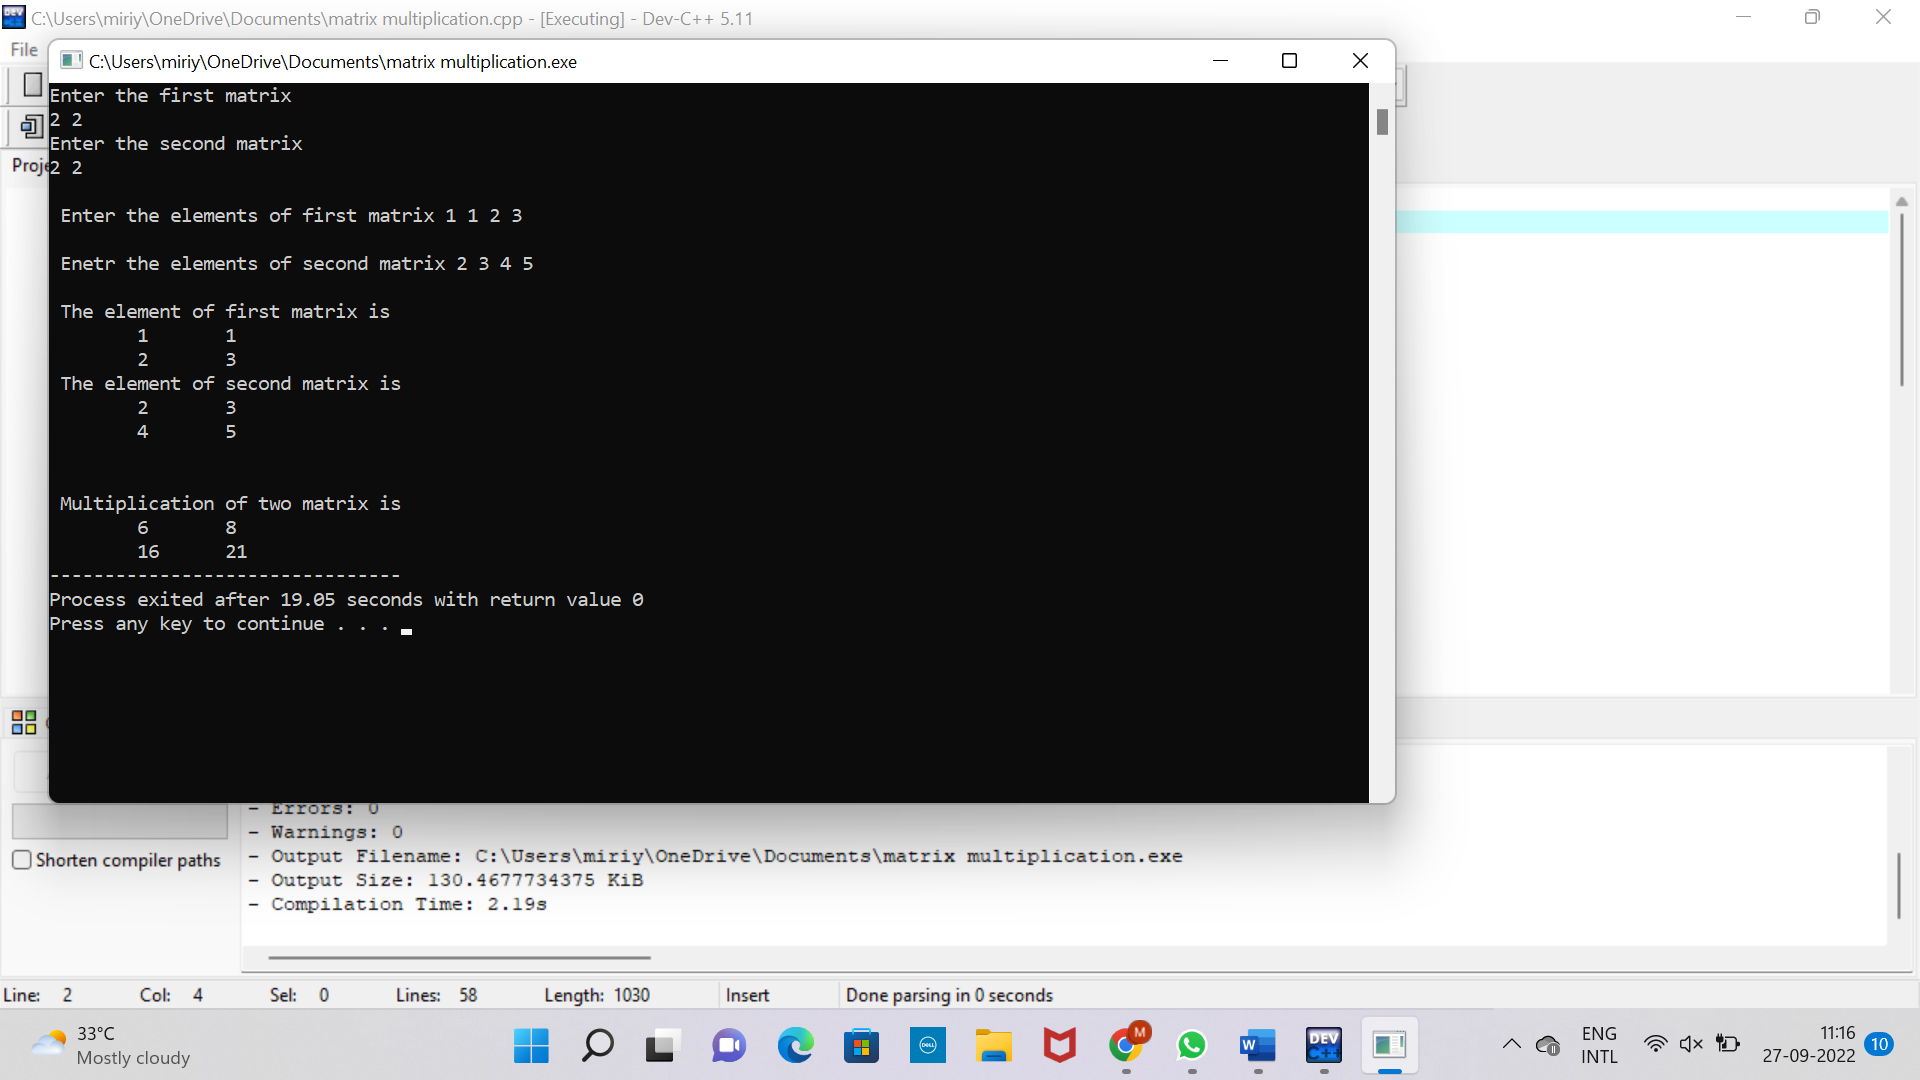 C:\Users\miriy\OneDrive\Documents\matrix multiplication.cpp - [Executing] - Dev-C++ 5.11
File
C:\Users\miriy\OneDrive\Documents\matrix multiplication.exe
Enter the first matrix
2 2
Enter the second matrix
2 2
Enter the elements of first matrix 1 1 2 3
Enetr the elements of second matrix 2 3 4 5
The element of first matrix is
1 1
2 3
The element of second matrix is
2 3
4 5
Multiplication of two matrix is
6 8
16 21
--------------------------------
Process exited after 19.05 seconds with return value 0
Press any key to continue . . .
- Errors: 0
- Warnings: 0
- Output Filename: C:\Users\miriy\OneDrive\Documents\matrix multiplication.exe
- Output Size: 130.4677734375 KiB
- Compilation Time: 2.19s
Shorten compiler paths
Line: 2 Col: 4 Sel: 0 Lines: 58 Length: 1030 Insert Done parsing in 0 seconds
33°C
Mostly cloudy
DELL
M
W
DEV
C++
ENG
INTL
11:16
27-09-2022
10